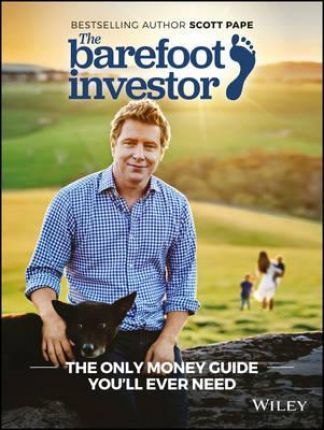 BESTSELLING AUTHOR SCOTT PAPE
The
barefoot
investor
THE ONLY MONEY GUIDE
YOU'LL EVER NEED
WILEY